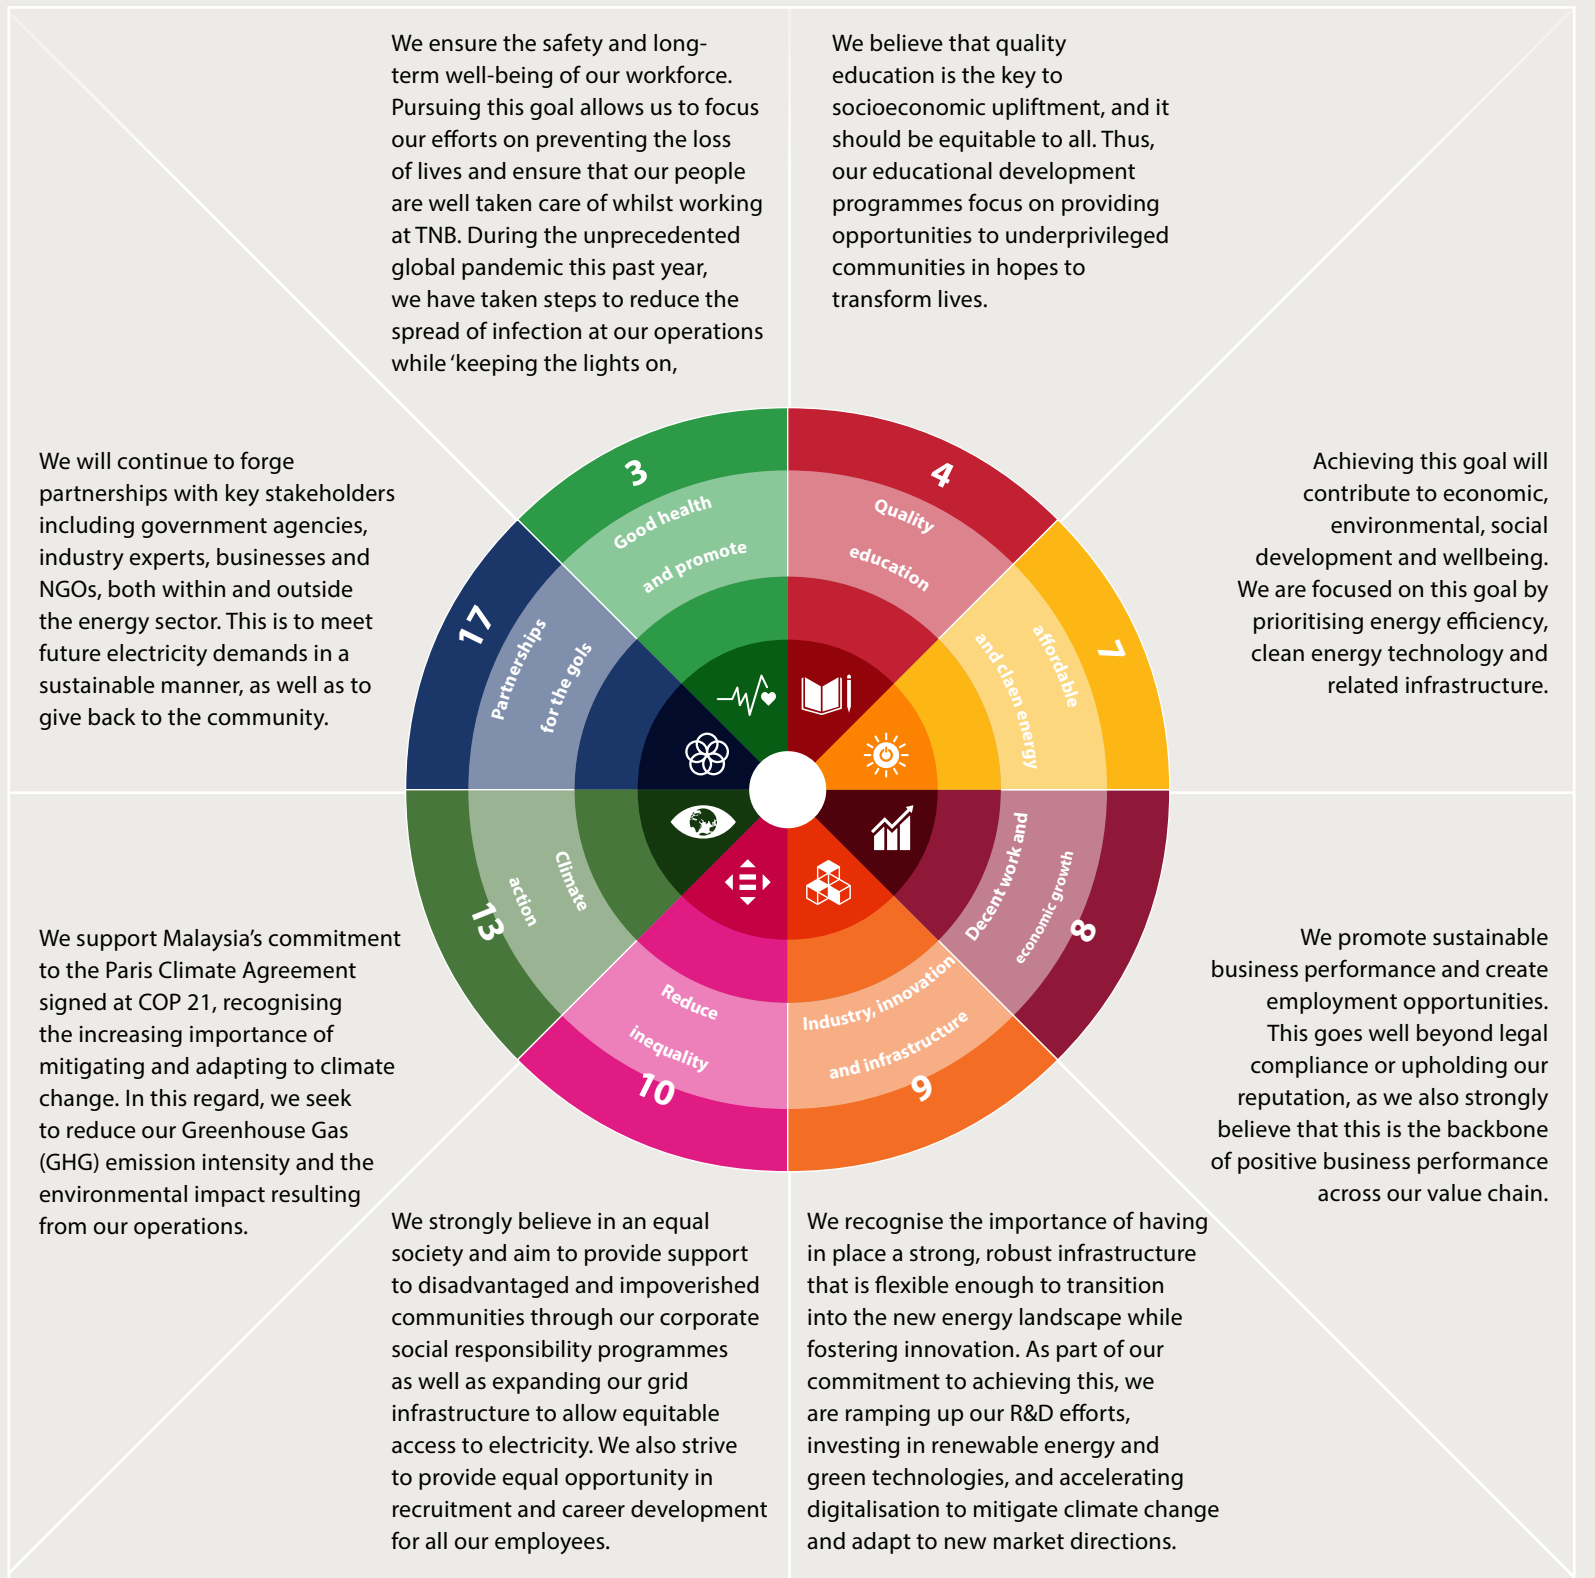 We ensure the safety and long-
term well-being of our workforce.
Pursuing this goal allows us to focus
our efforts on preventing the loss
of lives and ensure that our people
are well taken care of whilst working
at TNB. During the unprecedented
global pandemic this past year,
we have taken steps to reduce the
spread of infection at our operations
while ‘keeping the lights on,
We believe that quality
education is the key to
socioeconomic upliftment, and it
should be equitable to all. Thus,
our educational development
programmes focus on providing
opportunities to underprivileged
communities in hopes to
transform lives.
We will continue to forge
partnerships with key stakeholders
including government agencies,
industry experts, businesses and
NGOs, both within and outside
the energy sector. This is to meet
future electricity demands in a
sustainable manner, as well as to
give back to the community.
Achieving this goal will
contribute to economic,
environmental, social
development and wellbeing.
We are focused on this goal by
prioritising energy efficiency,
clean energy technology and
related infrastructure.
3
Good health
and promote
4
Quality
education
7
affordable
and claen energy
8
Decent work and
economic growth
9
Industry, innovation
and infrastructure
10
Reduce
inequality
13
Climate
action
17
Partnerships
for the gols
We support Malaysia’s commitment
to the Paris Climate Agreement
signed at COP 21, recognising
the increasing importance of
mitigating and adapting to climate
change. In this regard, we seek
to reduce our Greenhouse Gas
(GHG) emission intensity and the
environmental impact resulting
from our operations.
We promote sustainable
business performance and create
employment opportunities.
This goes well beyond legal
compliance or upholding our
reputation, as we also strongly
believe that this is the backbone
of positive business performance
across our value chain.
We strongly believe in an equal
society and aim to provide support
to disadvantaged and impoverished
communities through our corporate
social responsibility programmes
as well as expanding our grid
infrastructure to allow equitable
access to electricity. We also strive
to provide equal opportunity in
recruitment and career development
for all our employees.
We recognise the importance of having
in place a strong, robust infrastructure
that is flexible enough to transition
into the new energy landscape while
fostering innovation. As part of our
commitment to achieving this, we
are ramping up our R&D efforts,
investing in renewable energy and
green technologies, and accelerating
digitalisation to mitigate climate change
and adapt to new market directions.